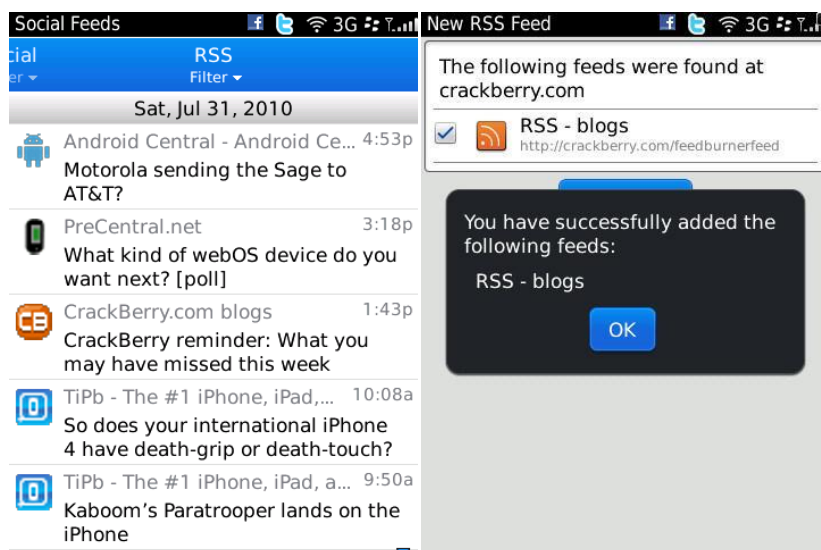 Social Feeds
3G
cial
er
RSS
Filter
Sat, Jul 31, 2010
Android Central - Android Ce... 4:53p
Motorola sending the Sage to
AT&T?
PreCentral.net 3:18p
What kind of webOS device do you
want next? [poll]
CrackBerry.com blogs 1:43p
CrackBerry reminder: What you
may have missed this week
TiPb - The #1 iPhone, iPad,... 10:08a
So does your international iPhone
4 have death-grip or death-touch?
TiPb - The #1 iPhone, iPad, a... 9:50a
Kaboom's Paratrooper lands on the
iPhone
New RSS Feed
3G
The following feeds were found at
crackberry.com
RSS - blogs
http://crackberry.com/feedburnerfeed
You have successfully added the
following feeds:
RSS - blogs
OK